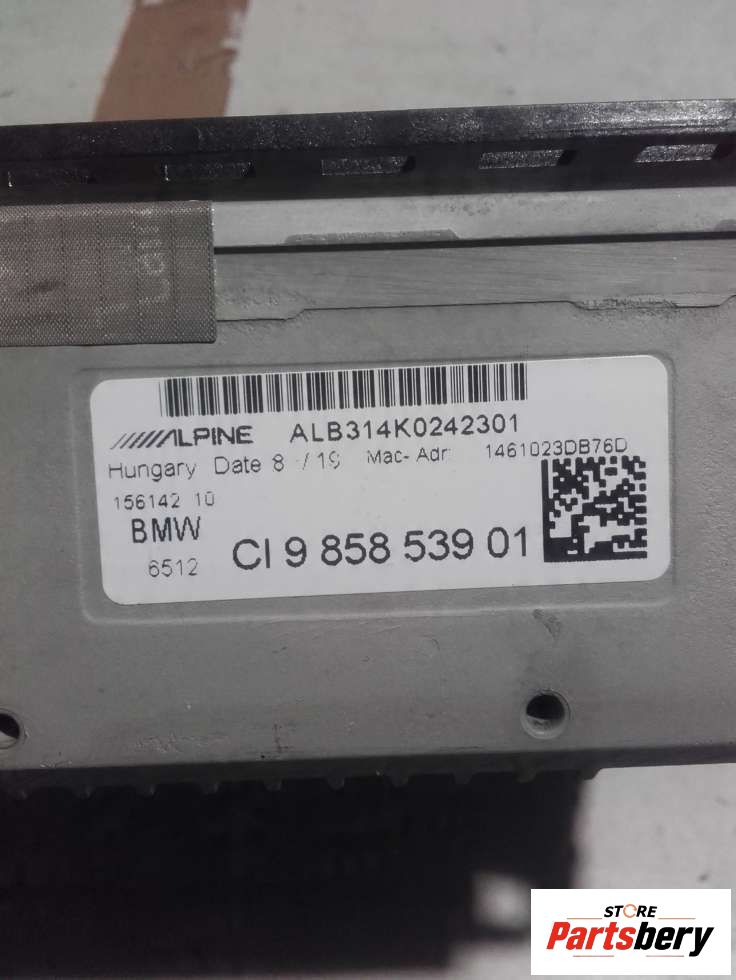 ALPINE ALB314K0242301
Hungary Date 8 /19 Mac- Adr: 1461023DB76D
156142 10
BMW
6512 CI 9 858 539 01
STORE
Partsbery